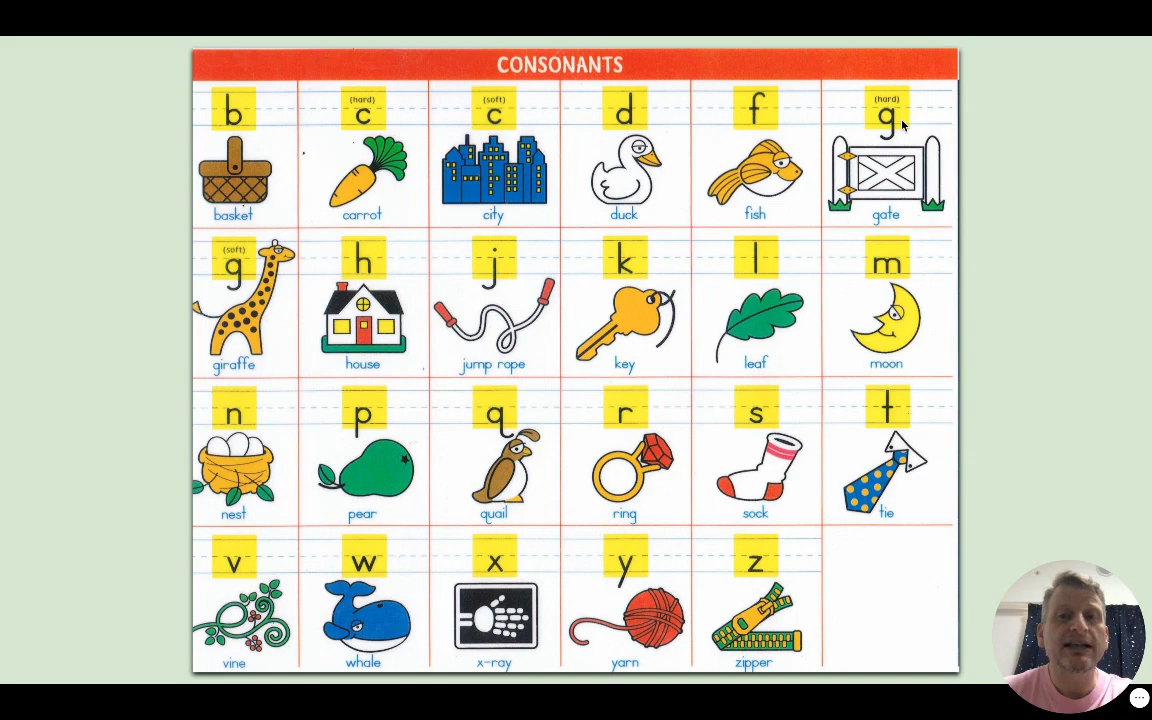 CONSONANTS
b (hard) c (soft) c d f (hard) g
basket carrot city duck fish gate
(soft) g h j k l m
giraffe house jump rope key leaf moon
n p q r s t
nest pear quail ring sock tie
v w x y z
vine whale x-ray yarn zipper